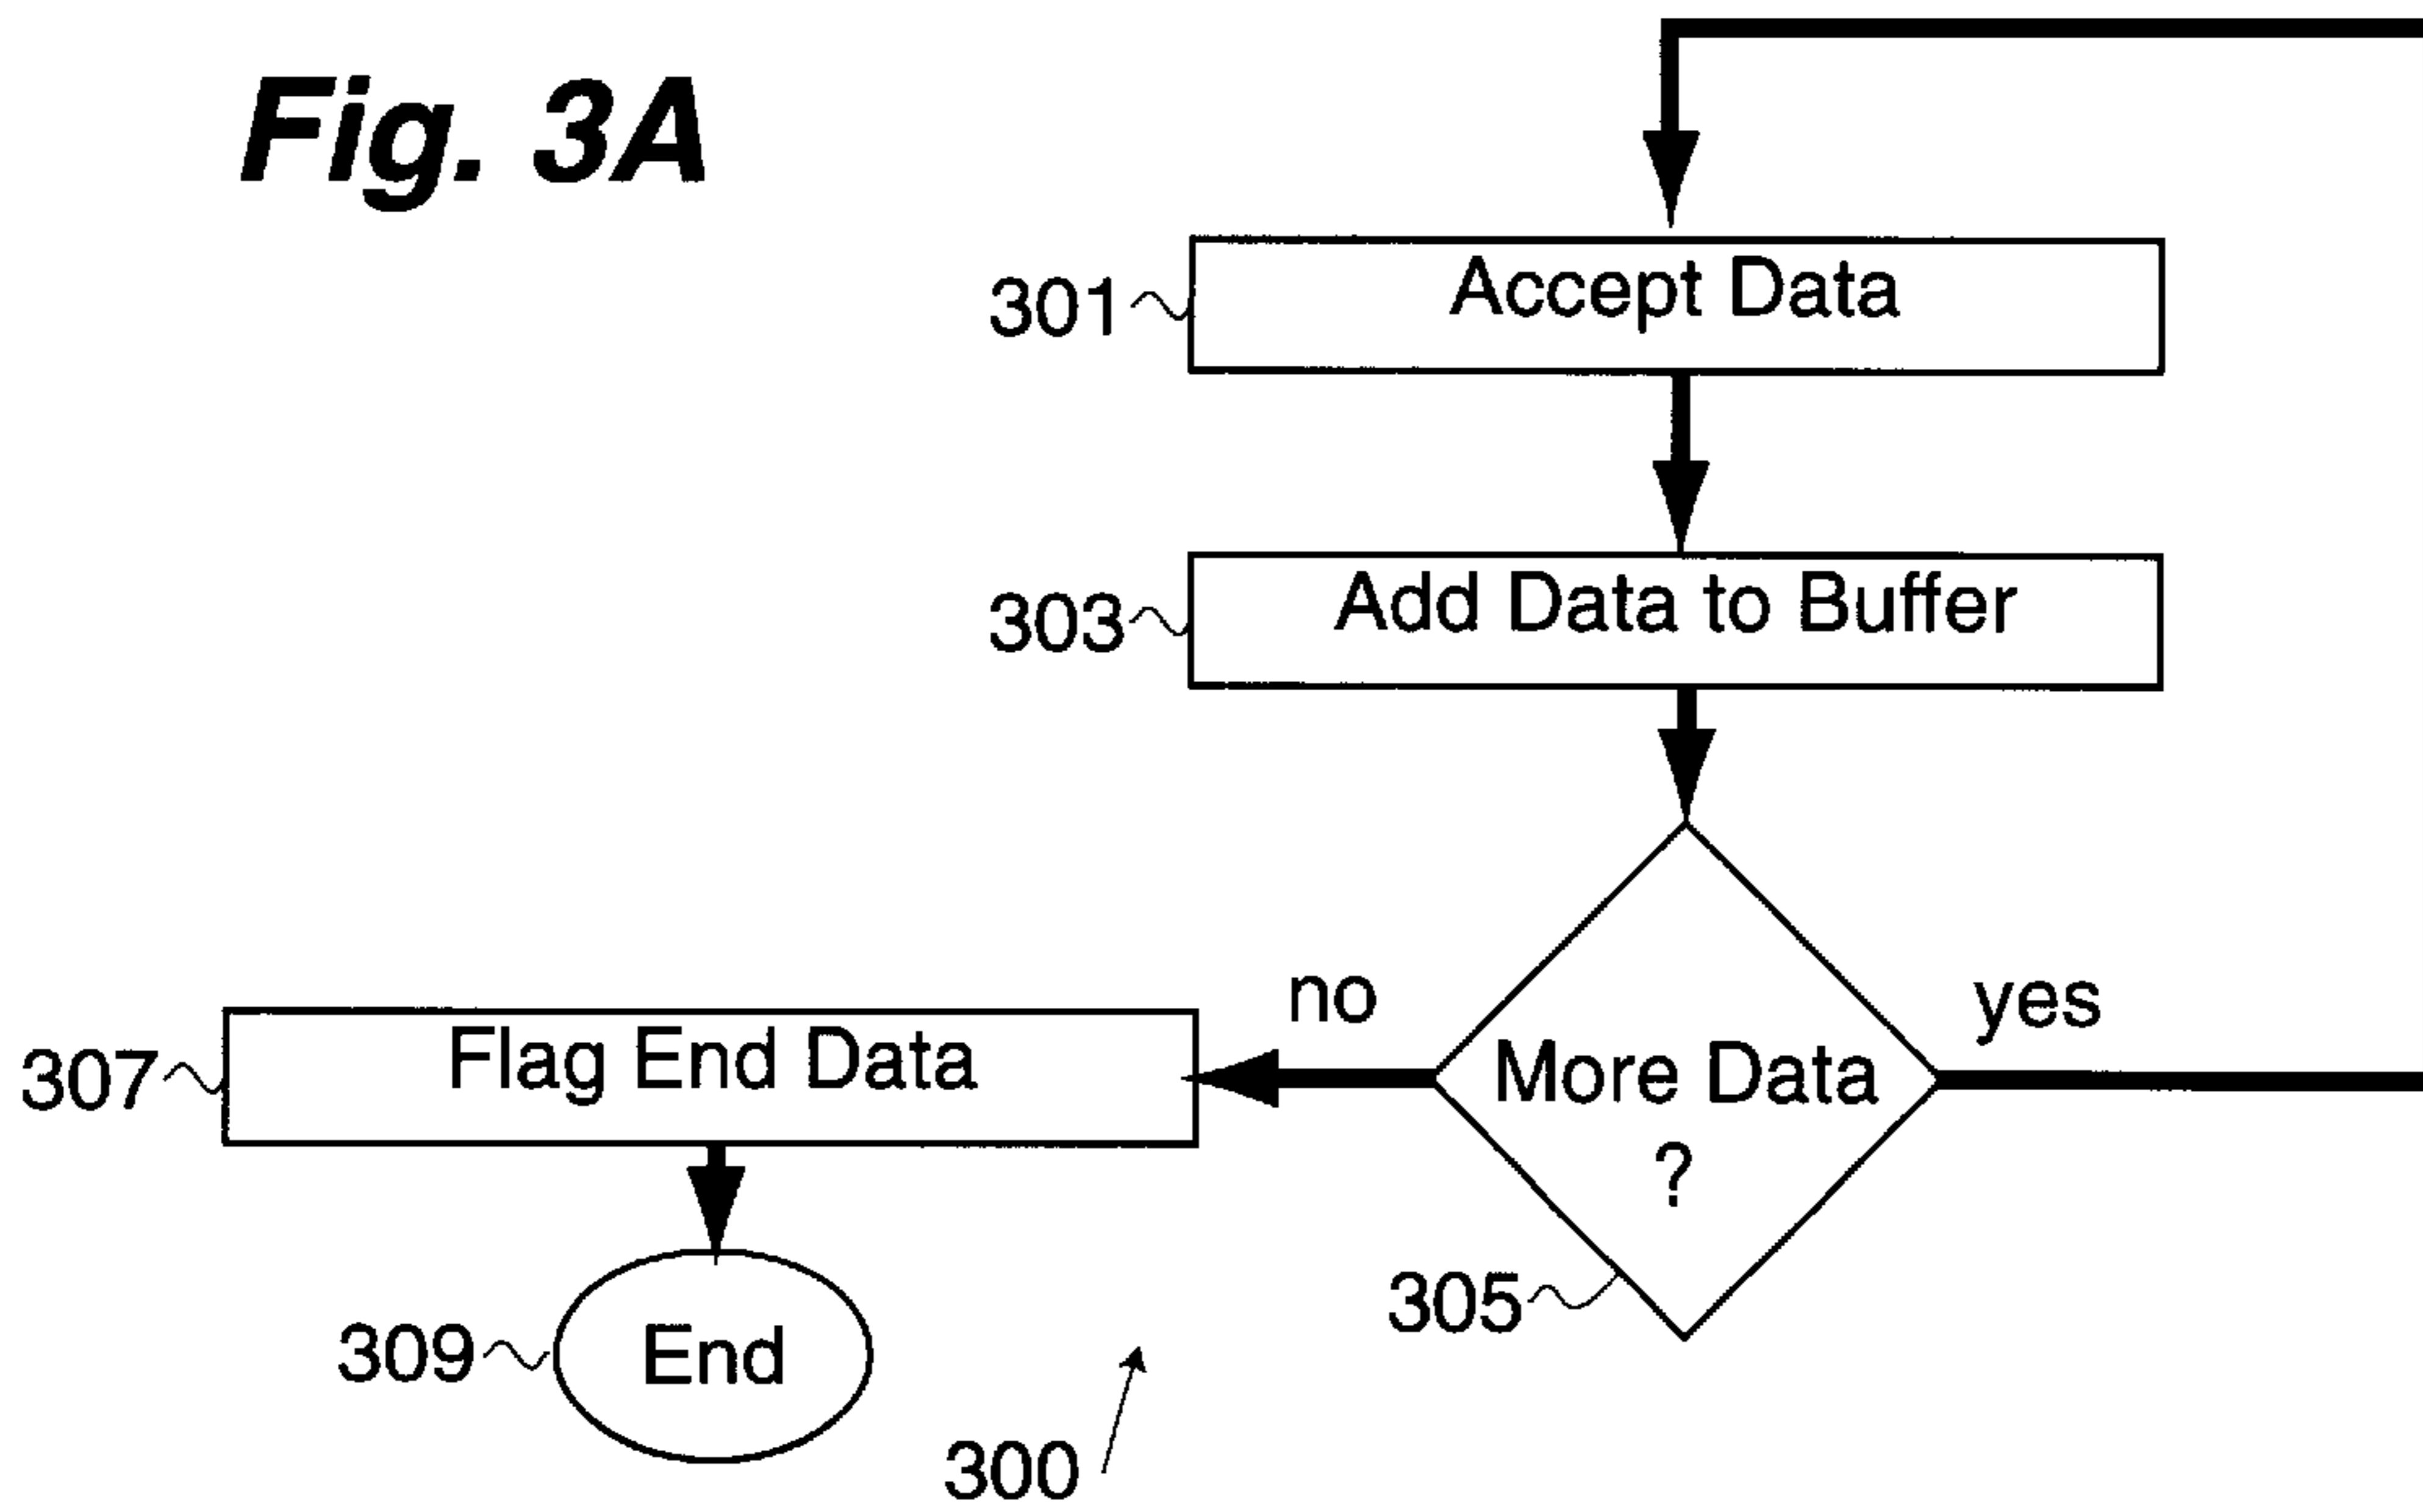 Fig. 3A
301
Accept Data
303
Add Data to Buffer
no
yes
307
Flag End Data
More Data
?
305
309
End
300